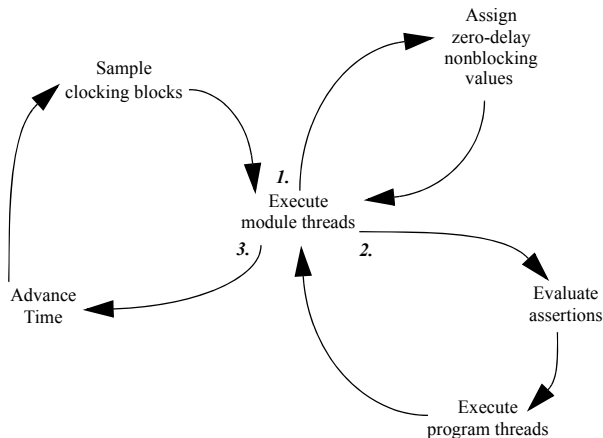 Assign
zero-delay
nonblocking
values
Sample
clocking blocks
1.
Execute
module threads
3.
2.
Advance
Time
Evaluate
assertions
Execute
program threads